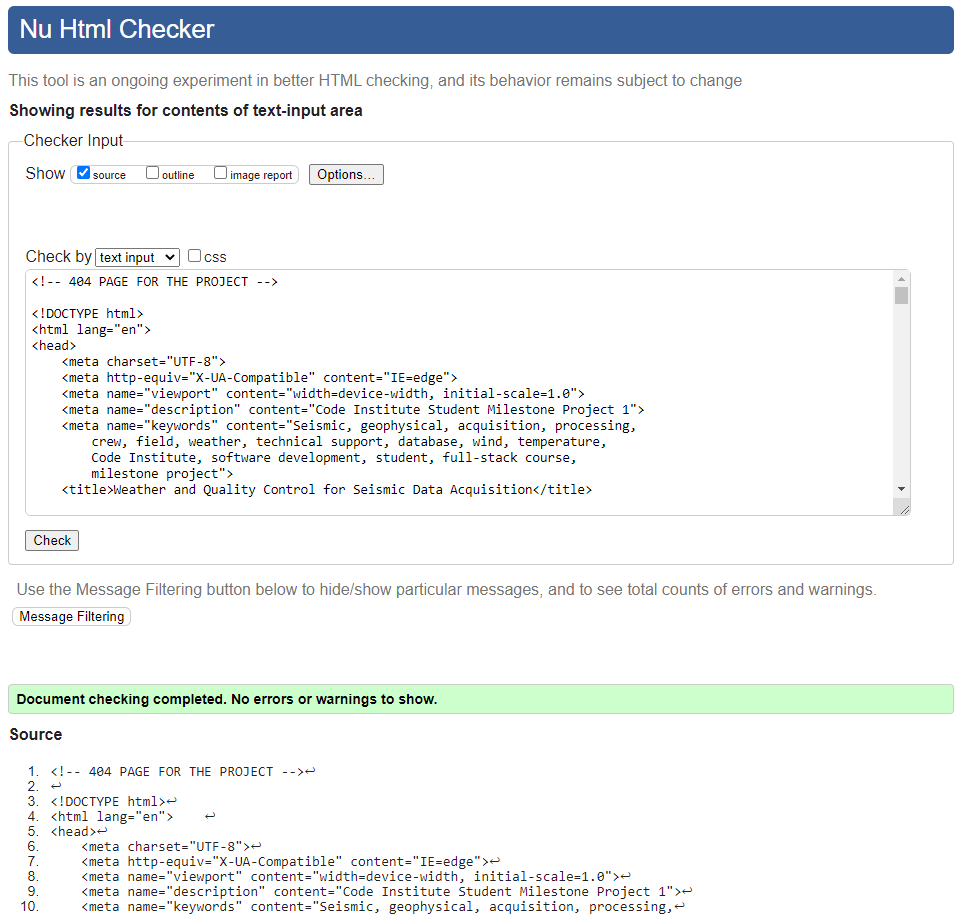 Nu Html Checker
This tool is an ongoing experiment in better HTML checking, and its behavior remains subject to change
Showing results for contents of text-input area
Checker Input
Show source outline image report Options...
Check by text input css
<!-- 404 PAGE FOR THE PROJECT -->
<!DOCTYPE html>
<html lang="en">
<head>
    <meta charset="UTF-8">
    <meta http-equiv="X-UA-Compatible" content="IE=edge">
    <meta name="viewport" content="width=device-width, initial-scale=1.0">
    <meta name="description" content="Code Institute Student Milestone Project 1">
    <meta name="keywords" content="Seismic, geophysical, acquisition, processing,
        crew, field, weather, technical support, database, wind, temperature,
        Code Institute, software development, student, full-stack course,
        milestone project">
    <title>Weather and Quality Control for Seismic Data Acquisition</title>
Check
Use the Message Filtering button below to hide/show particular messages, and to see total counts of errors and warnings.
Message Filtering
Document checking completed. No errors or warnings to show.
Source
1. <!-- 404 PAGE FOR THE PROJECT -->↩
2. ↩
3. <!DOCTYPE html>↩
4. <html lang="en">    ↩
5. <head>↩
6.     <meta charset="UTF-8">↩
7.     <meta http-equiv="X-UA-Compatible" content="IE=edge">↩
8.     <meta name="viewport" content="width=device-width, initial-scale=1.0">↩
9.     <meta name="description" content="Code Institute Student Milestone Project 1">↩
10.     <meta name="keywords" content="Seismic, geophysical, acquisition, processing,↩